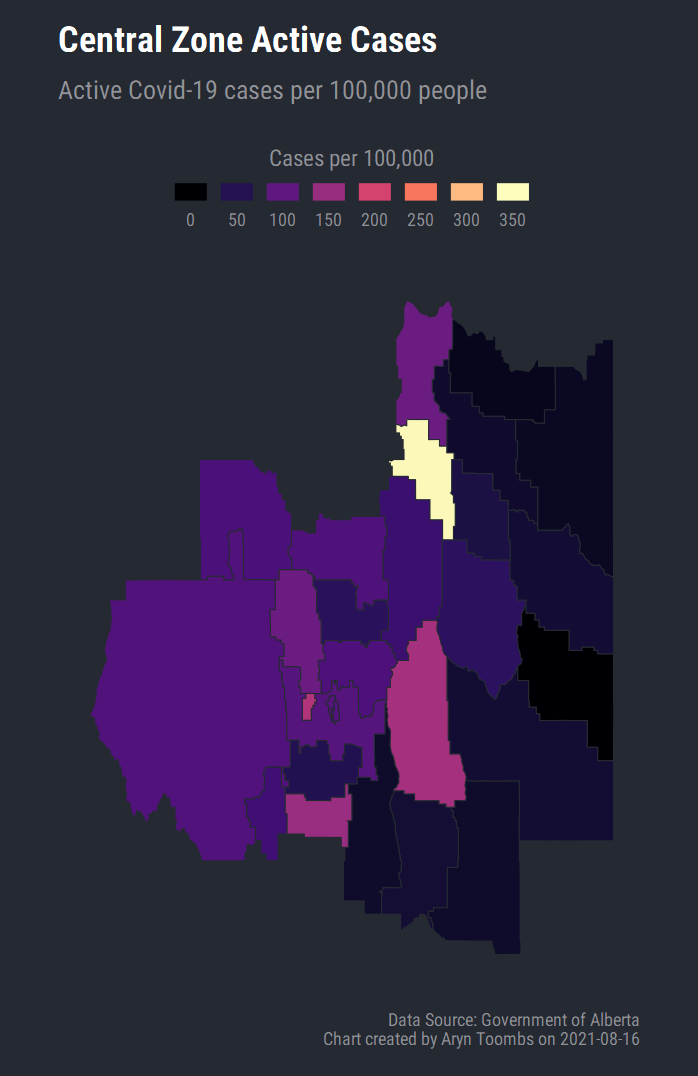 Central Zone Active Cases
Active Covid-19 cases per 100,000 people
Cases per 100,000
0 50 100 150 200 250 300 350
Data Source: Government of Alberta
Chart created by Aryn Toombs on 2021-08-16